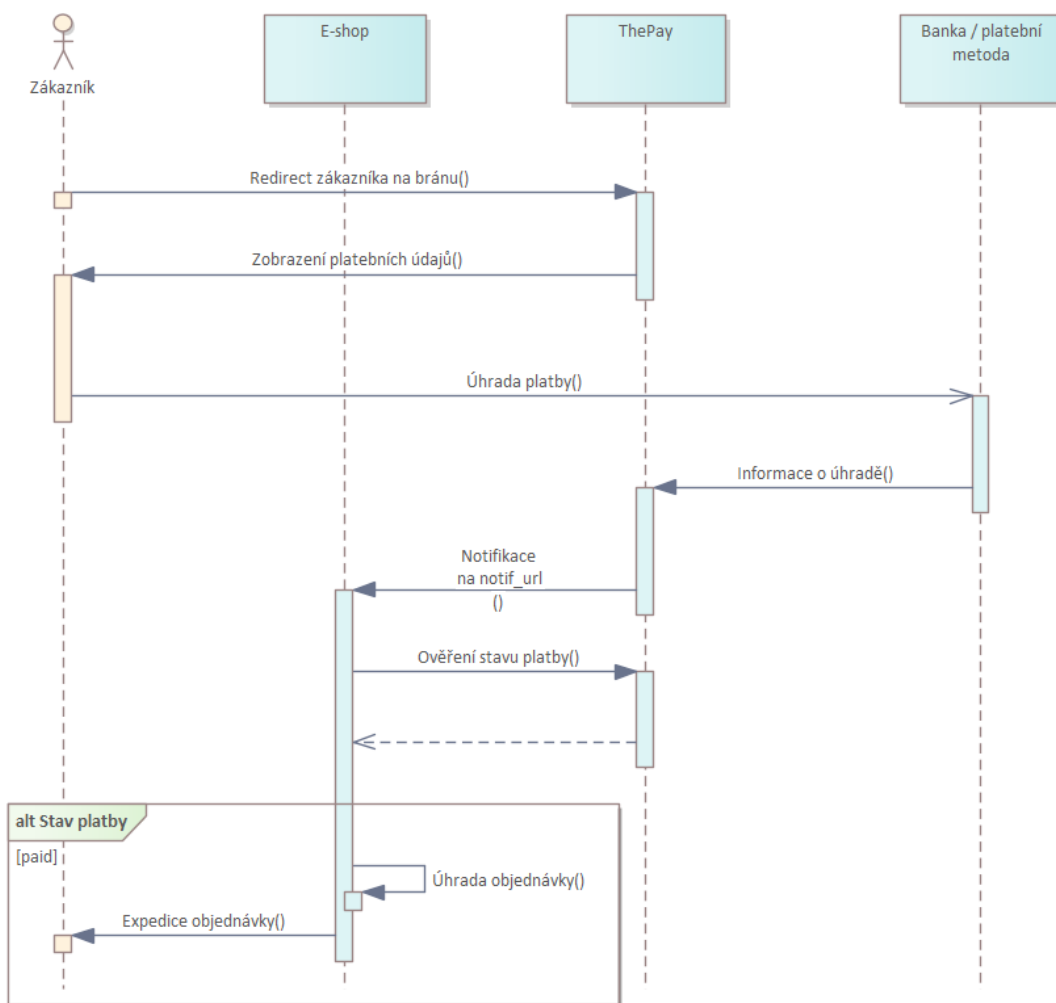 E-shop
ThePay
Banka / platební
metoda
Zákazník
Redirect zákazníka na bránu()
Zobrazení platebních údajů()
Úhrada platby()
Informace o úhradě()
Notifikace
na notif_url
()
Ověření stavu platby()
alt Stav platby
[paid]
Úhrada objednávky()
Expedice objednávky()